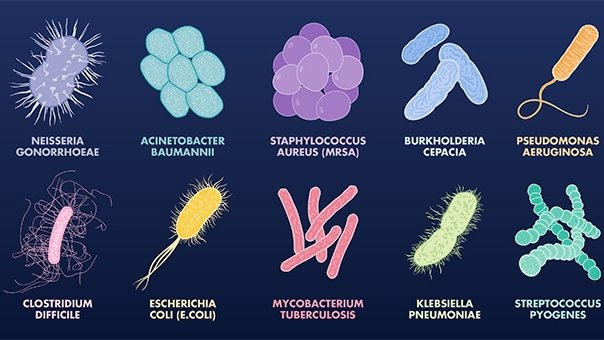 NEISSERIA
GONORRHOEAE
ACINETOBACTER
BAUMANNII
STAPHYLOCOCCUS
AUREUS (MRSA)
BURKHOLDERIA
CEPACIA
PSEUDOMONAS
AERUGINOSA
CLOSTRIDIUM
DIFFICILE
ESCHERICHIA
COLI (E.COLI)
MYCOBACTERIUM
TUBERCULOSIS
KLEBSIELLA
PNEUMONIAE
STREPTOCOCCUS
PYOGENES